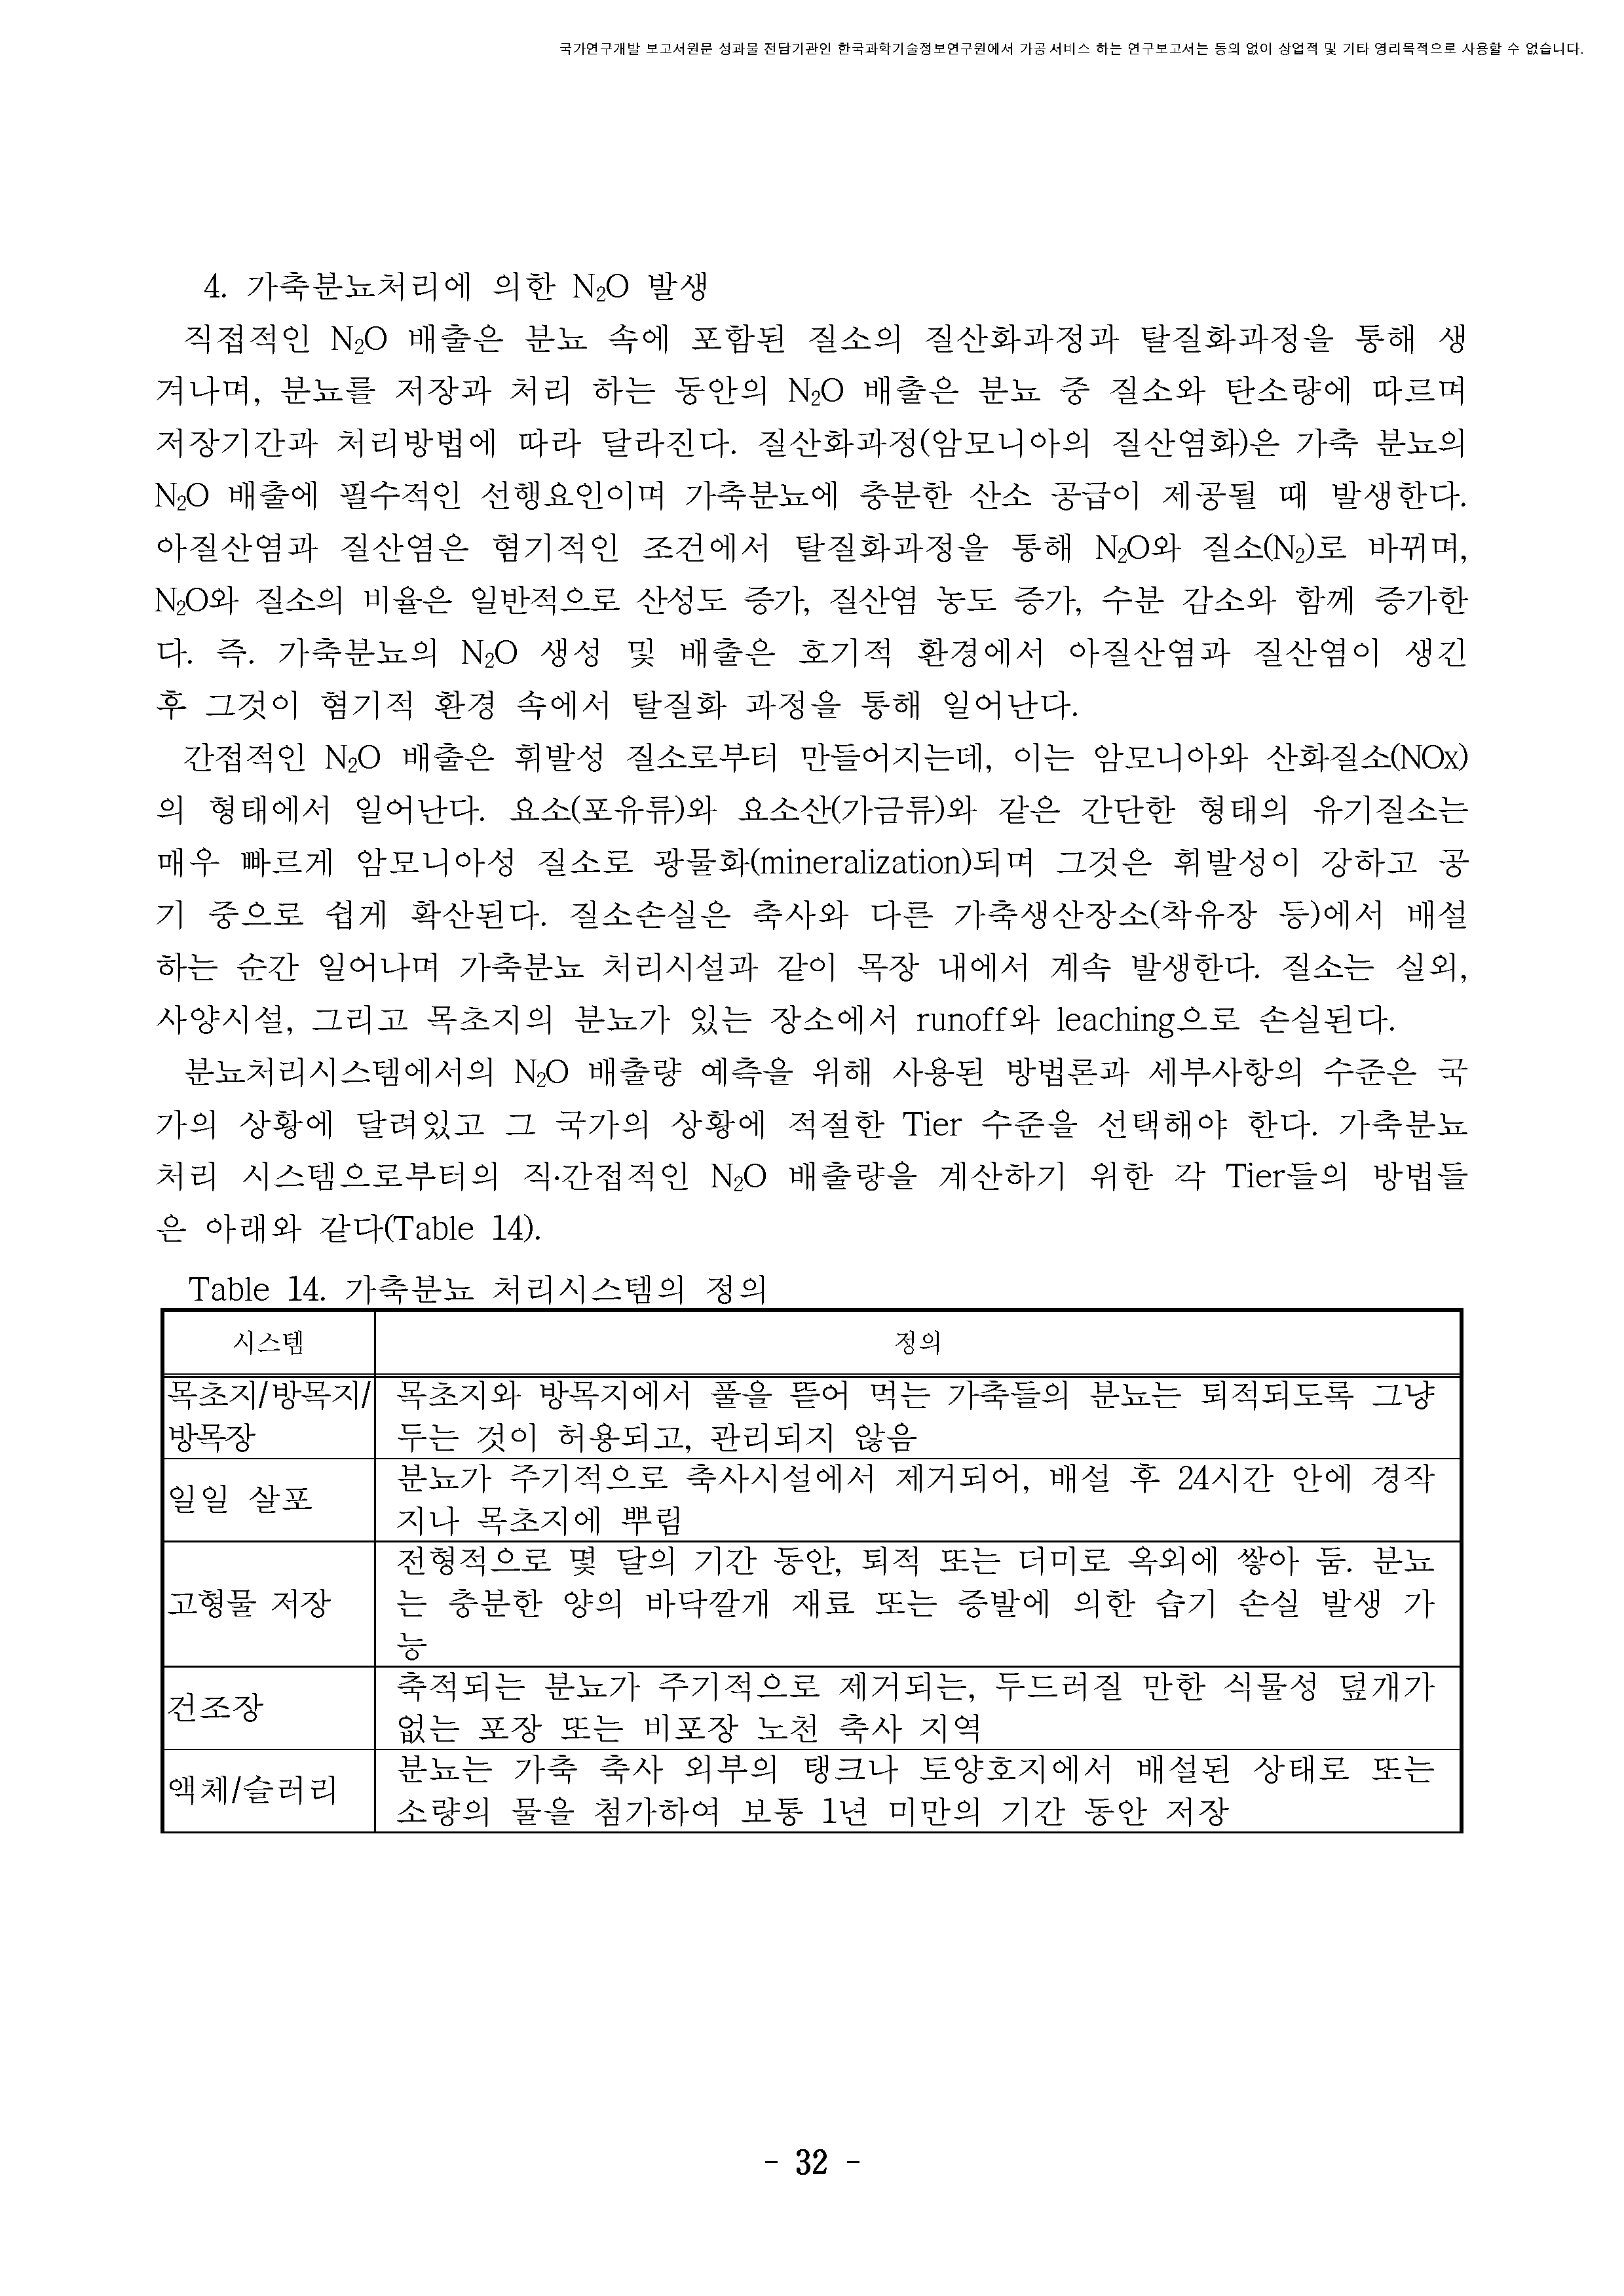 국가연구개발 보고서원문 성과물 전담기관인 한국과학기술정보연구원에서 가공 서비스 하는 연구보고서는 동의 없이 상업적 및 기타 영리목적으로 사용할 수 없습니다.
4. 가축분뇨처리에 의한 N₂O 발생
직접적인 N₂O 배출은 분뇨 속에 포함된 질소의 질산화과정과 탈질화과정을 통해 생
겨나며, 분뇨를 저장과 처리 하는 동안의 N₂O 배출은 분뇨 중 질소와 탄소량에 따르며
저장기간과 처리방법에 따라 달라진다. 질산화과정(암모니아의 질산염화)은 가축 분뇨의
N₂O 배출에 필수적인 선행요인이며 가축분뇨에 충분한 산소 공급이 제공될 때 발생한다.
아질산염과 질산염은 혐기적인 조건에서 탈질화과정을 통해 N₂O와 질소(N₂)로 바뀌며,
N₂O와 질소의 비율은 일반적으로 산성도 증가, 질산염 농도 증가, 수분 감소와 함께 증가한
다. 즉. 가축분뇨의 N₂O 생성 및 배출은 호기적 환경에서 아질산염과 질산염이 생긴
후 그것이 혐기적 환경 속에서 탈질화 과정을 통해 일어난다.
간접적인 N₂O 배출은 휘발성 질소로부터 만들어지는데, 이는 암모니아와 산화질소(NOx)
의 형태에서 일어난다. 요소(포유류)와 요소산(가금류)와 같은 간단한 형태의 유기질소는
매우 빠르게 암모니아성 질소로 광물화(mineralization)되며 그것은 휘발성이 강하고 공
기 중으로 쉽게 확산된다. 질소손실은 축사와 다른 가축생산장소(착유장 등)에서 배설
하는 순간 일어나며 가축분뇨 처리시설과 같이 목장 내에서 계속 발생한다. 질소는 실외,
사양시설, 그리고 목초지의 분뇨가 있는 장소에서 runoff와 leaching으로 손실된다.
분뇨처리시스템에서의 N₂O 배출량 예측을 위해 사용된 방법론과 세부사항의 수준은 국
가의 상황에 달려있고 그 국가의 상황에 적절한 Tier 수준을 선택해야 한다. 가축분뇨
처리 시스템으로부터의 직·간접적인 N₂O 배출량을 계산하기 위한 각 Tier들의 방법들
은 아래와 같다(Table 14).
Table 14. 가축분뇨 처리시스템의 정의
시스템 정의
목초지/방목지/ 목초지와 방목지에서 풀을 뜯어 먹는 가축들의 분뇨는 퇴적되도록 그냥
방목장 두는 것이 허용되고, 관리되지 않음
일일 살포 분뇨가 주기적으로 축사시설에서 제거되어, 배설 후 24시간 안에 경작
지나 목초지에 뿌림
고형물 저장 전형적으로 몇 달의 기간 동안, 퇴적 또는 더미로 옥외에 쌓아 둠. 분뇨
는 충분한 양의 바닥깔개 재료 또는 증발에 의한 습기 손실 발생 가
능
건조장 축적되는 분뇨가 주기적으로 제거되는, 두드러질 만한 식물성 덮개가
없는 포장 또는 비포장 노천 축사 지역
액체/슬러리 분뇨는 가축 축사 외부의 탱크나 토양호지에서 배설된 상태로 또는
소량의 물을 첨가하여 보통 1년 미만의 기간 동안 저장
- 32 -